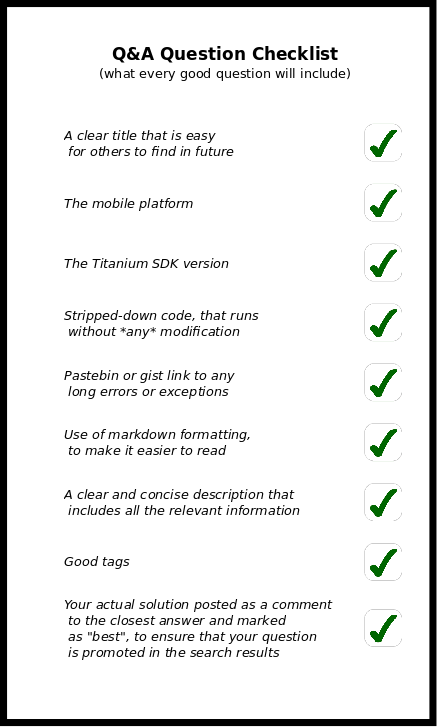 Q&A Question Checklist
(what every good question will include)
A clear title that is easy
for others to find in future
The mobile platform
The Titanium SDK version
Stripped-down code, that runs
without *any* modification
Pastebin or gist link to any
long errors or exceptions
Use of markdown formatting,
to make it easier to read
A clear and concise description that
includes all the relevant information
Good tags
Your actual solution posted as a comment
to the closest answer and marked
as "best", to ensure that your question
is promoted in the search results